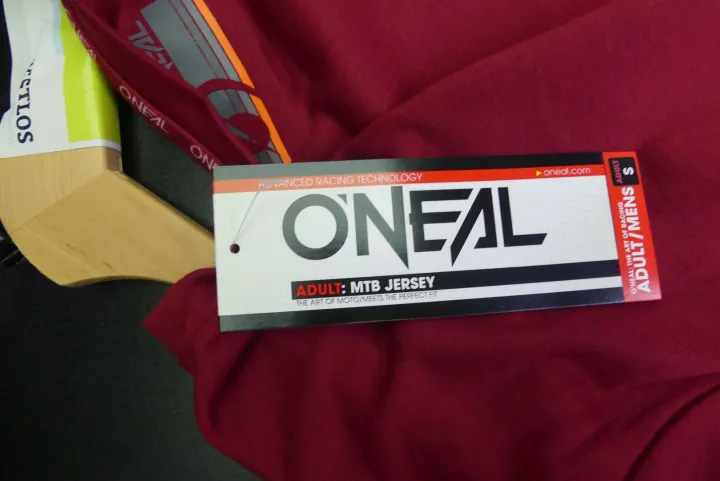 O'NEAL
ONE
ADVANCED RACING TECHNOLOGY
oneal.com
O'NEAL
ADULT: MTB JERSEY
THE ART OF MOTO/MEETS THE PERFECT FIT
ADULT S
O'NEAL THE ART OF RACING
ADULT/MENS